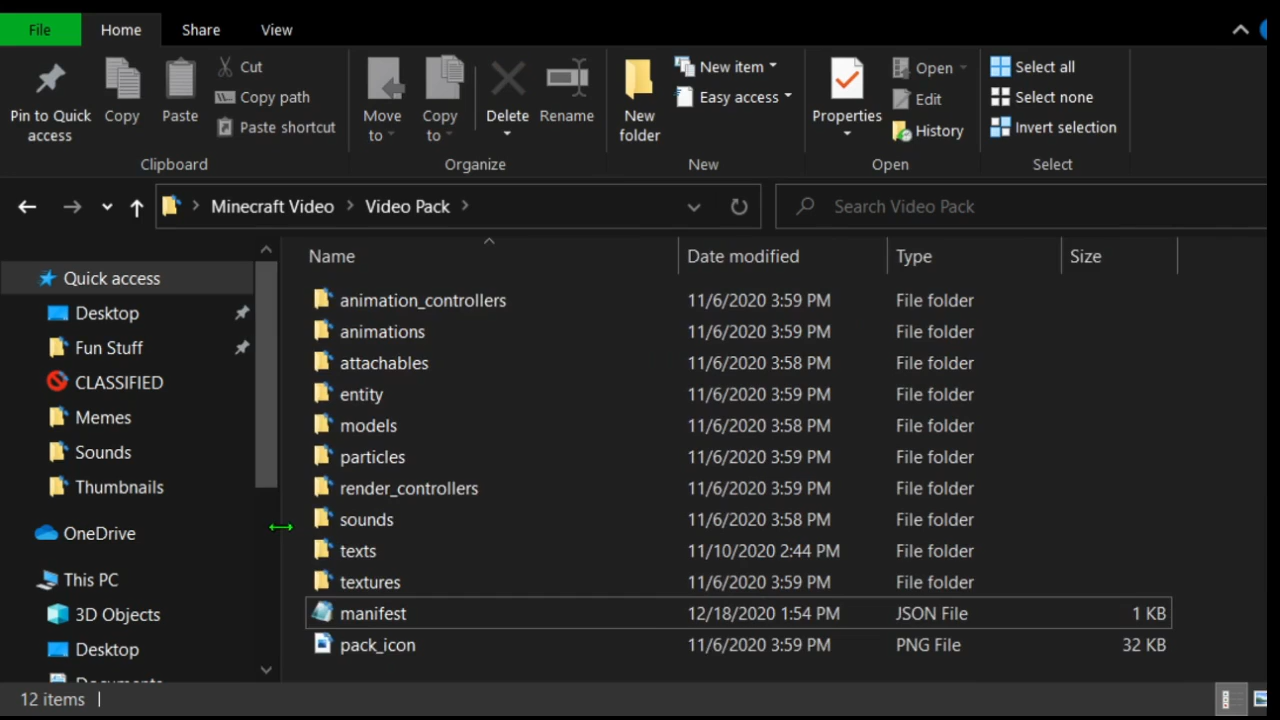 File Home Share View
Pin to Quick access
Copy
Paste
Cut
Copy path
Paste shortcut
Clipboard
Move to
Copy to
Delete
Rename
Organize
New folder
New item
Easy access
New
Properties
Open
Edit
History
Open
Select all
Select none
Invert selection
Select
Minecraft Video Video Pack
Search Video Pack
Quick access
Desktop
Fun Stuff
CLASSIFIED
Memes
Sounds
Thumbnails
OneDrive
This PC
3D Objects
Desktop
Documents
Name Date modified Type Size
animation_controllers 11/6/2020 3:59 PM File folder
animations 11/6/2020 3:59 PM File folder
attachables 11/6/2020 3:58 PM File folder
entity 11/6/2020 3:59 PM File folder
models 11/6/2020 3:58 PM File folder
particles 11/6/2020 3:59 PM File folder
render_controllers 11/6/2020 3:59 PM File folder
sounds 11/6/2020 3:58 PM File folder
texts 11/10/2020 2:44 PM File folder
textures 11/6/2020 3:59 PM File folder
manifest 12/18/2020 1:54 PM JSON File 1 KB
pack_icon 11/6/2020 3:59 PM PNG File 32 KB
12 items